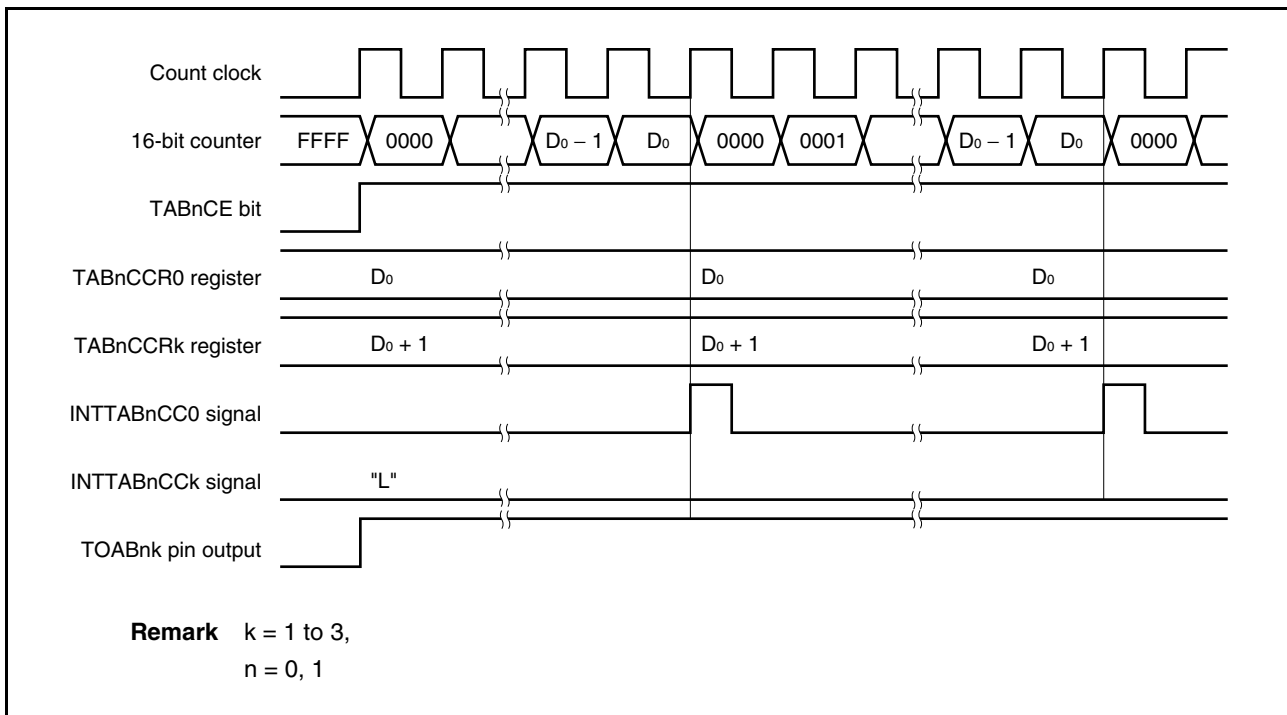 Count clock
16-bit counter FFFF 0000 D₀ − 1 D₀ 0000 0001 D₀ − 1 D₀ 0000
TABnCE bit
TABnCCR0 register D₀ D₀ D₀
TABnCCRk register D₀ + 1 D₀ + 1 D₀ + 1
INTTABnCC0 signal
INTTABnCCk signal "L"
TOABnk pin output
Remark k = 1 to 3,
n = 0, 1